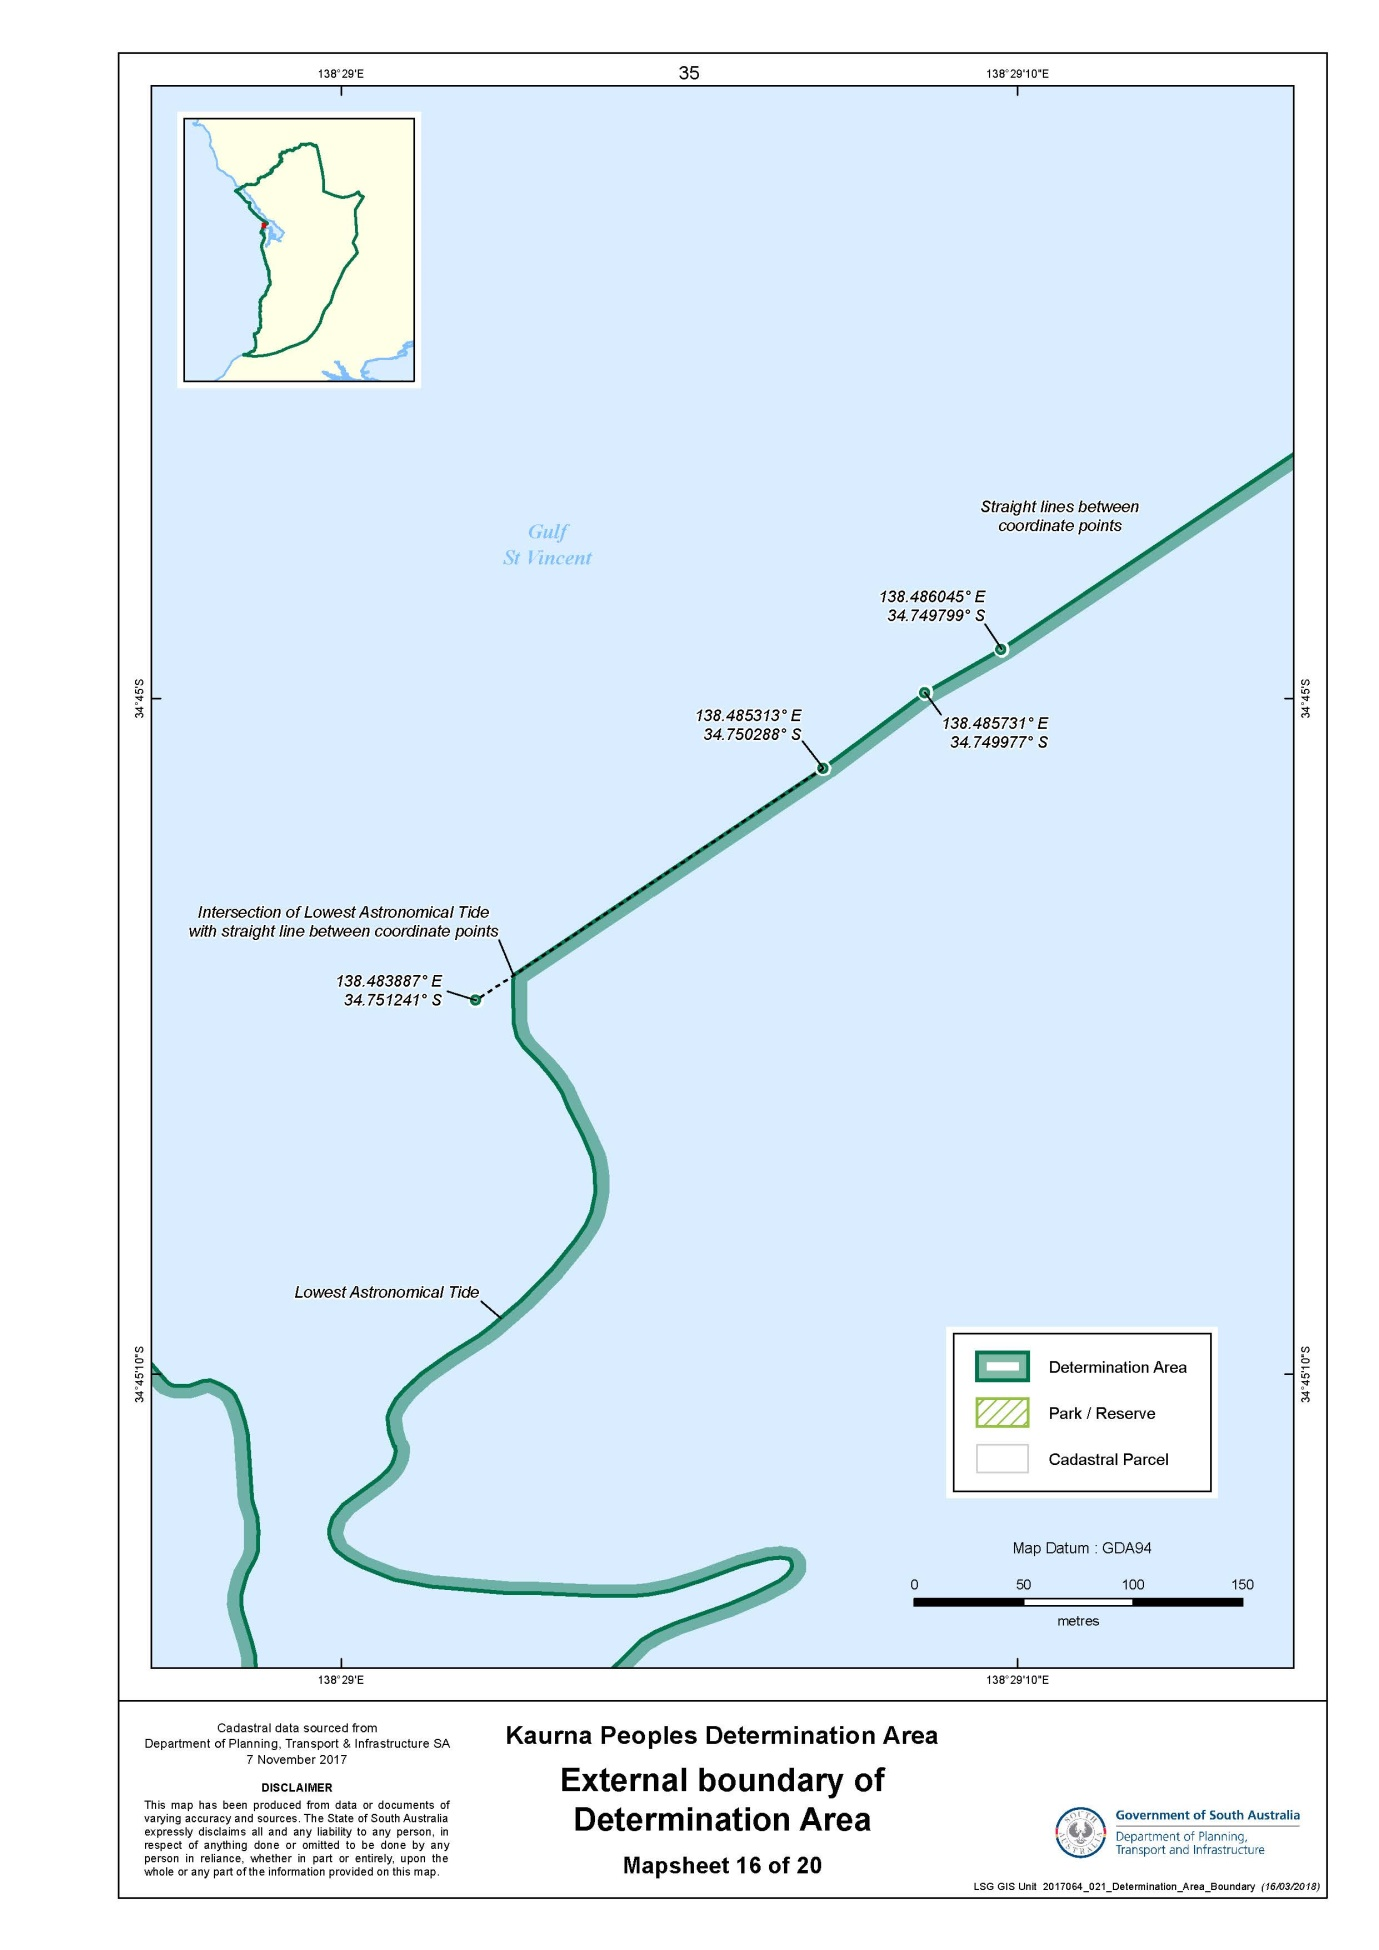 35
138°29'E
138°29'10"E
Gulf
St Vincent
Straight lines between
coordinate points
138.486045° E
34.749799° S
34°45'S
34°45'S
138.485313° E
34.750288° S
138.485731° E
34.749977° S
Intersection of Lowest Astronomical Tide
with straight line between coordinate points
138.483887° E
34.751241° S
Lowest Astronomical Tide
34°45'10"S
34°45'10"S
Determination Area
Park / Reserve
Cadastral Parcel
Map Datum : GDA94
0 50 100 150
metres
138°29'E
138°29'10"E
Cadastral data sourced from
Department of Planning, Transport & Infrastructure SA
7 November 2017
DISCLAIMER
This map has been produced from data or documents of
varying accuracy and sources. The State of South Australia
expressly disclaims all and any liability to any person, in
respect of anything done or omitted to be done by any
person in reliance, whether in part or entirely, upon the
whole or any part of the information provided on this map.
Kaurna Peoples Determination Area
External boundary of
Determination Area
Mapsheet 16 of 20
SOUTH
AUSTRALIA
Government of South Australia
Department of Planning,
Transport and Infrastructure
LSG GIS Unit 2017064_021_Determination_Area_Boundary (16/03/2018)